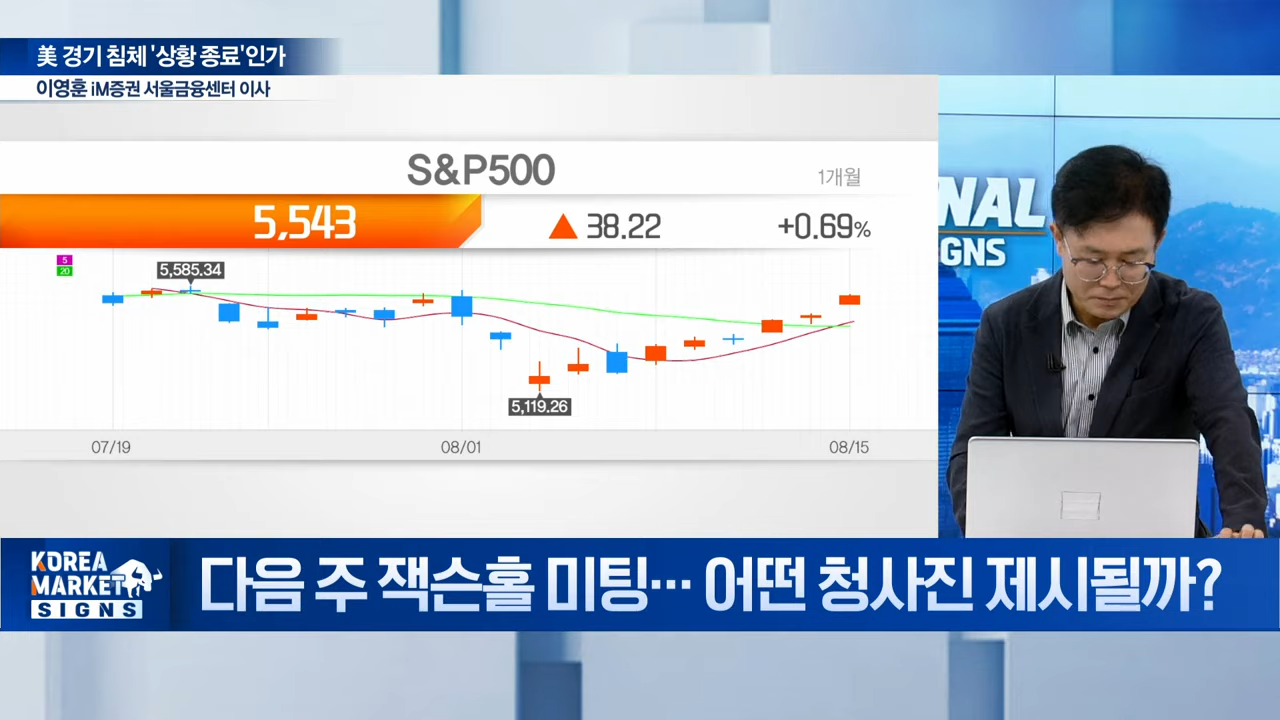 美 경기 침체 '상황 종료'인가
이영훈 iM증권 서울금융센터 이사
S&P500
1개월
5,543
▲ 38.22
+0.69%
5
20
5,585.34
5,119.26
07/19
08/01
08/15
NAL
GNS
KOREA
MARKET
SIGNS
다음 주 잭슨홀 미팅… 어떤 청사진 제시될까?